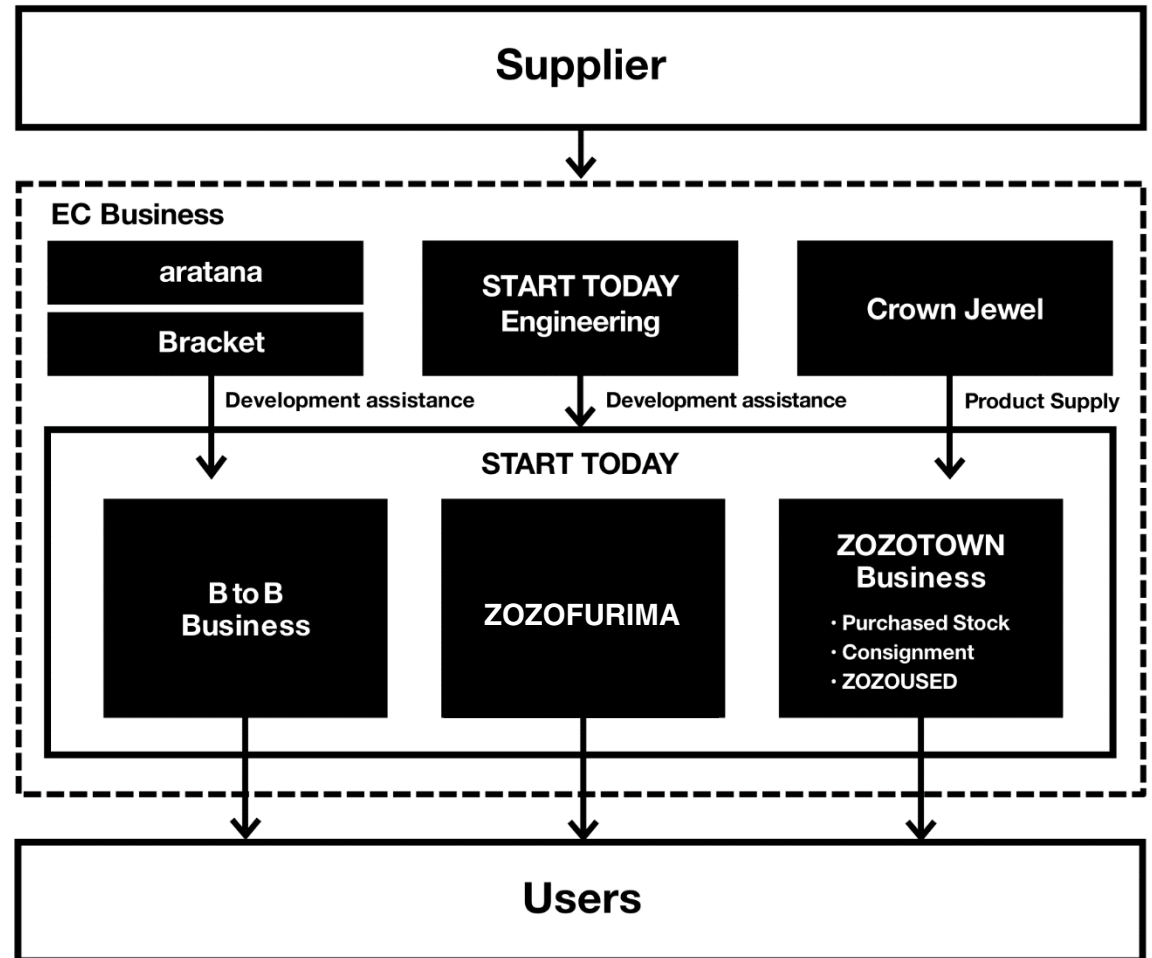 Supplier
EC Business
aratana
Bracket
START TODAY
Engineering
Crown Jewel
Development assistance
Development assistance
Product Supply
START TODAY
B to B
Business
ZOZOFURIMA
ZOZOTOWN
Business
・Purchased Stock
・Consignment
・ZOZOUSED
Users